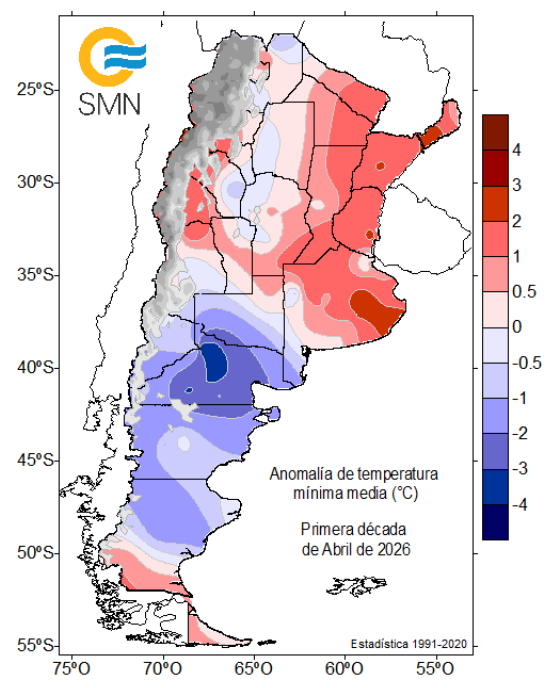 SMN
25°S
30°S
35°S
40°S
45°S
50°S
55°S
75°O
70°O
65°O
60°O
55°O
4
3
2
1
0.5
0
-0.5
-1
-2
-3
-4
Anomalía de temperatura
mínima media (°C)
Primera década
de Abril de 2026
Estadística 1991-2020